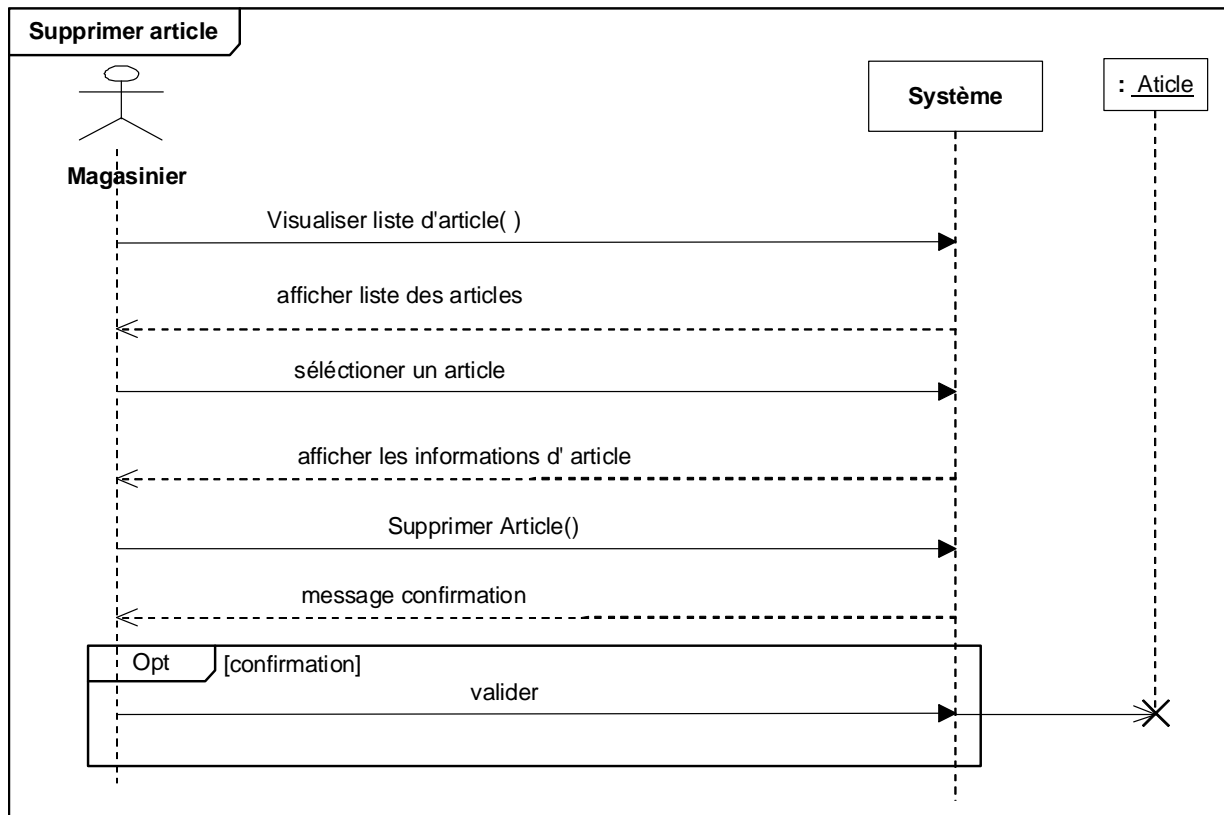 Supprimer article
Système
: Aticle
Magasinier
Visualiser liste d'article( )
afficher liste des articles
séléctioner un article
afficher les informations d' article
Supprimer Article()
message confirmation
Opt [confirmation]
valider